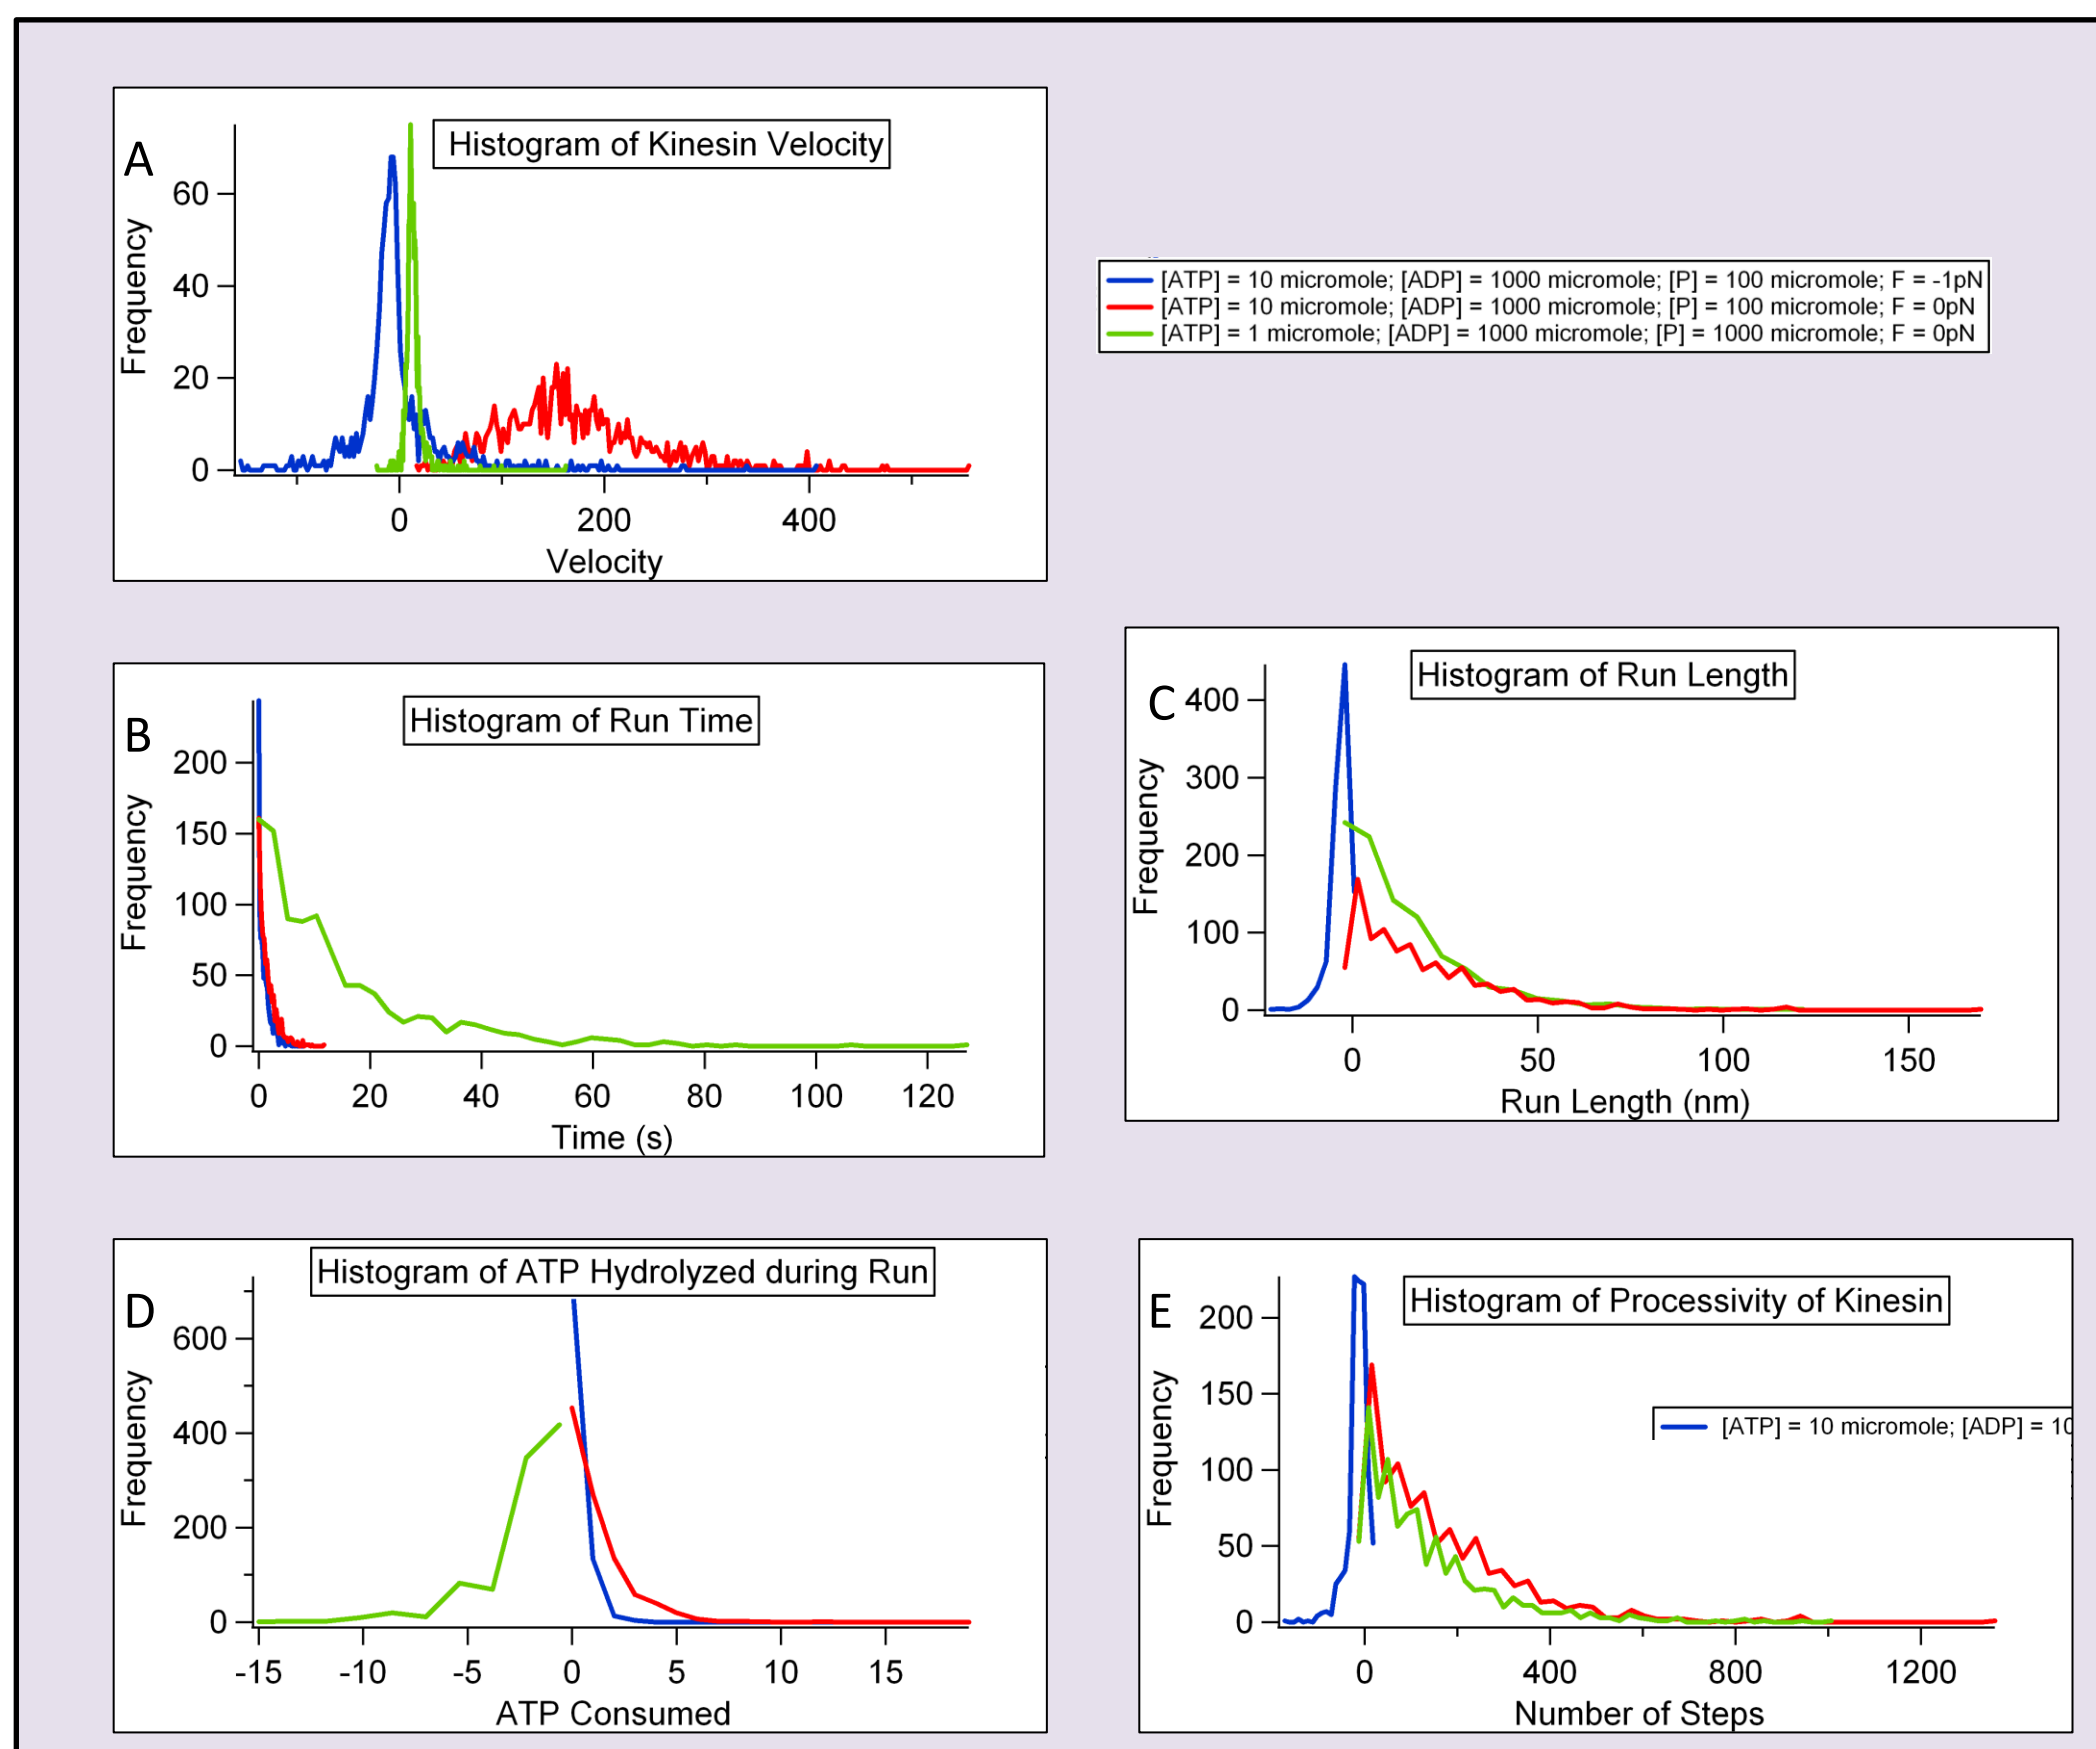 A
Histogram of Kinesin Velocity
Frequency
60
40
20
0
0
200
400
Velocity
[ATP] = 10 micromole; [ADP] = 1000 micromole; [P] = 100 micromole; F = -1pN
[ATP] = 10 micromole; [ADP] = 1000 micromole; [P] = 100 micromole; F = 0pN
[ATP] = 1 micromole; [ADP] = 1000 micromole; [P] = 1000 micromole; F = 0pN
B
Histogram of Run Time
Frequency
200
150
100
50
0
0
20
40
60
80
100
120
Time (s)
C
Histogram of Run Length
Frequency
400
300
200
100
0
0
50
100
150
Run Length (nm)
D
Histogram of ATP Hydrolyzed during Run
Frequency
600
400
200
0
-15
-10
-5
0
5
10
15
ATP Consumed
E
Histogram of Processivity of Kinesin
Frequency
200
150
100
50
0
[ATP] = 10 micromole; [ADP] = 10
0
400
800
1200
Number of Steps